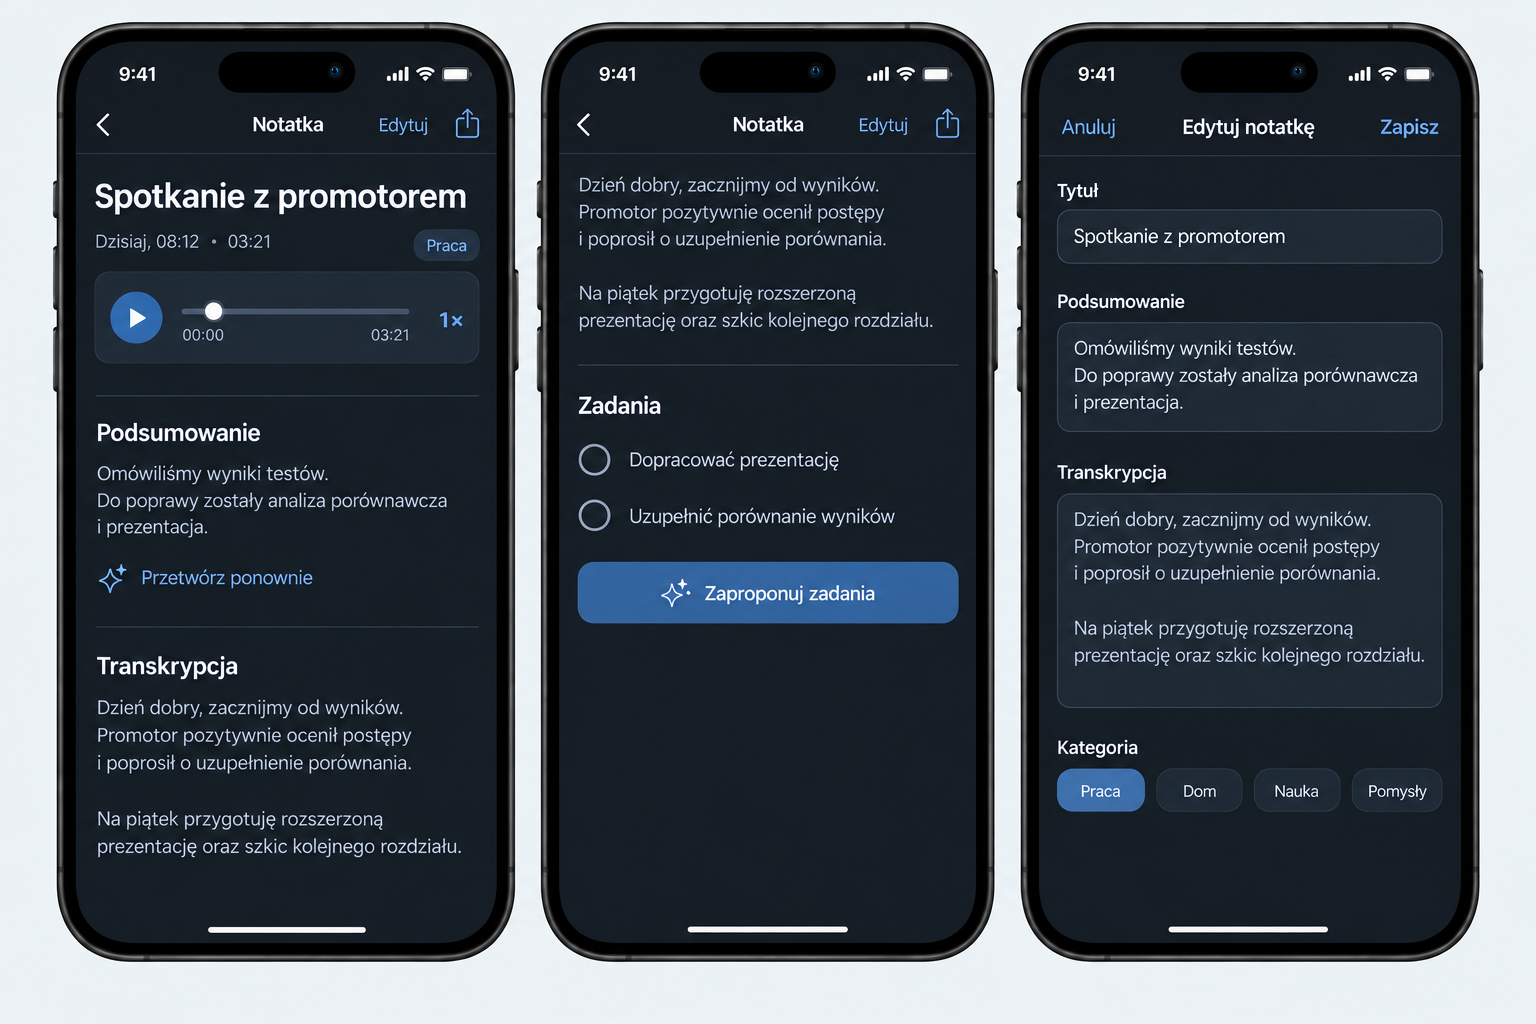 9:41
Notatka
Edytuj
Spotkanie z promotorem
Dzisiaj, 08:12 • 03:21
Praca
00:00
03:21
1×
Podsumowanie
Omówiliśmy wyniki testów.
Do poprawy zostały analiza porównawcza
i prezentacja.
Przetwórz ponownie
Transkrypcja
Dzień dobry, zacznijmy od wyników.
Promotor pozytywnie ocenił postępy
i poprosił o uzupełnienie porównania.
Na piątek przygotuję rozszerzoną
prezentację oraz szkic kolejnego rozdziału.
9:41
Notatka
Edytuj
Dzień dobry, zacznijmy od wyników.
Promotor pozytywnie ocenił postępy
i poprosił o uzupełnienie porównania.
Na piątek przygotuję rozszerzoną
prezentację oraz szkic kolejnego rozdziału.
Zadania
Dopracować prezentację
Uzupełnić porównanie wyników
Zaproponuj zadania
9:41
Anuluj
Edytuj notatkę
Zapisz
Tytuł
Spotkanie z promotorem
Podsumowanie
Omówiliśmy wyniki testów.
Do poprawy zostały analiza porównawcza
i prezentacja.
Transkrypcja
Dzień dobry, zacznijmy od wyników.
Promotor pozytywnie ocenił postępy
i poprosił o uzupełnienie porównania.
Na piątek przygotuję rozszerzoną
prezentację oraz szkic kolejnego rozdziału.
Kategoria
Praca
Dom
Nauka
Pomysły